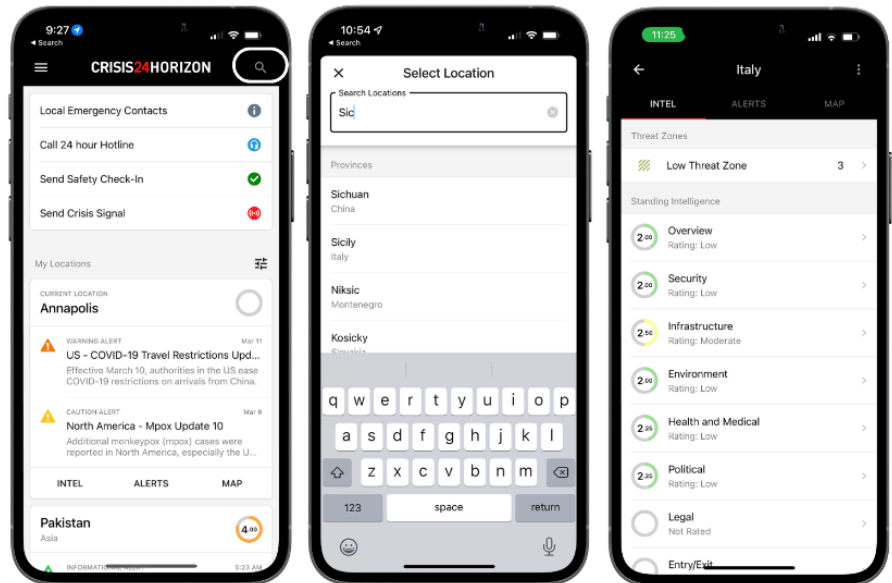 9:27
Search
CRISIS24HORIZON
Local Emergency Contacts
Call 24 hour Hotline
Send Safety Check-In
Send Crisis Signal
My Locations
CURRENT LOCATION
Annapolis
WARNING ALERT
Mar 11
US - COVID-19 Travel Restrictions Upd...
Effective March 10, authorities in the US ease
COVID-19 restrictions on arrivals from China.
CAUTION ALERT
Mar 6
North America - Mpox Update 10
Additional monkeypox (mpox) cases were
reported in North America, especially the U...
INTEL ALERTS MAP
Pakistan
Asia
4.00
INFORMATIONAL ALERT
5:23 AM
10:54
Search
Select Location
Search Locations
Sic
Provinces
Sichuan
China
Sicily
Italy
Niksic
Montenegro
Kosicky
Slovakia
q w e r t y u i o p
a s d f g h j k l
z x c v b n m
123 space return
11:25
Italy
INTEL ALERTS MAP
Threat Zones
Low Threat Zone 3
Standing Intelligence
2.00
Overview
Rating: Low
2.00
Security
Rating: Low
2.50
Infrastructure
Rating: Moderate
2.00
Environment
Rating: Low
2.25
Health and Medical
Rating: Low
2.25
Political
Rating: Low
Legal
Not Rated
Entry/Exit